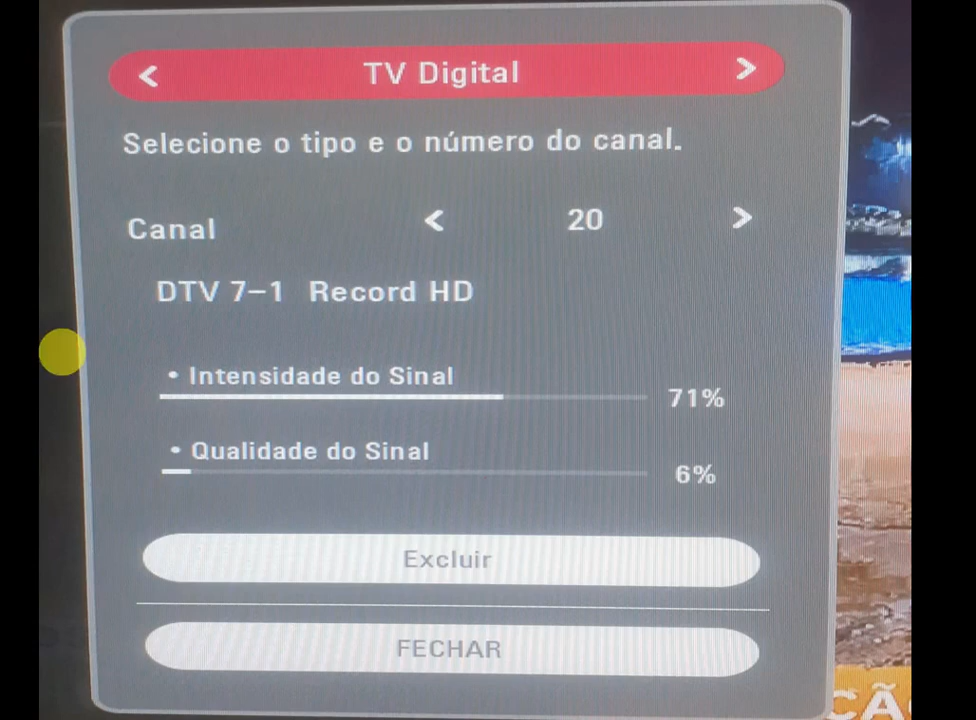 TV Digital
Selecione o tipo e o número do canal.
Canal < 20 >
DTV 7-1 Record HD
• Intensidade do Sinal
71%
• Qualidade do Sinal
6%
Excluir
FECHAR